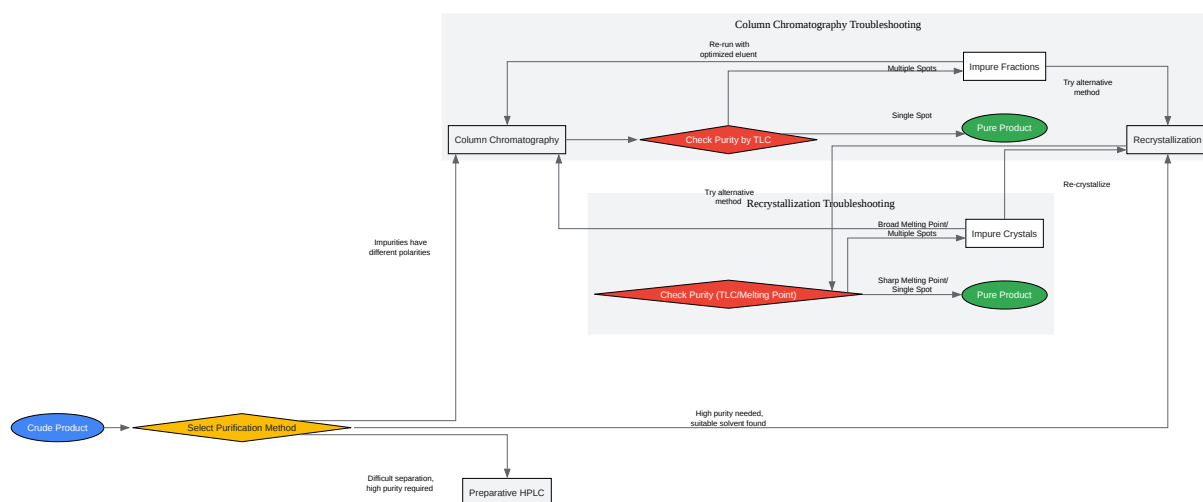 Column Chromatography Troubleshooting
Re-run with
optimized eluent
Multiple Spots
Impure Fractions
Try alternative
method
Single Spot
Pure Product
Column Chromatography
Check Purity by TLC
Recrystallization
Try alternative
method
Re-crystallize
Recrystallization Troubleshooting
Broad Melting Point/
Multiple Spots
Impure Crystals
Impurities have
different polarities
Sharp Melting Point/
Single Spot
Check Purity (TLC/Melting Point)
Pure Product
High purity needed,
suitable solvent found
Crude Product
Select Purification Method
Difficult separation,
high purity required
Preparative HPLC